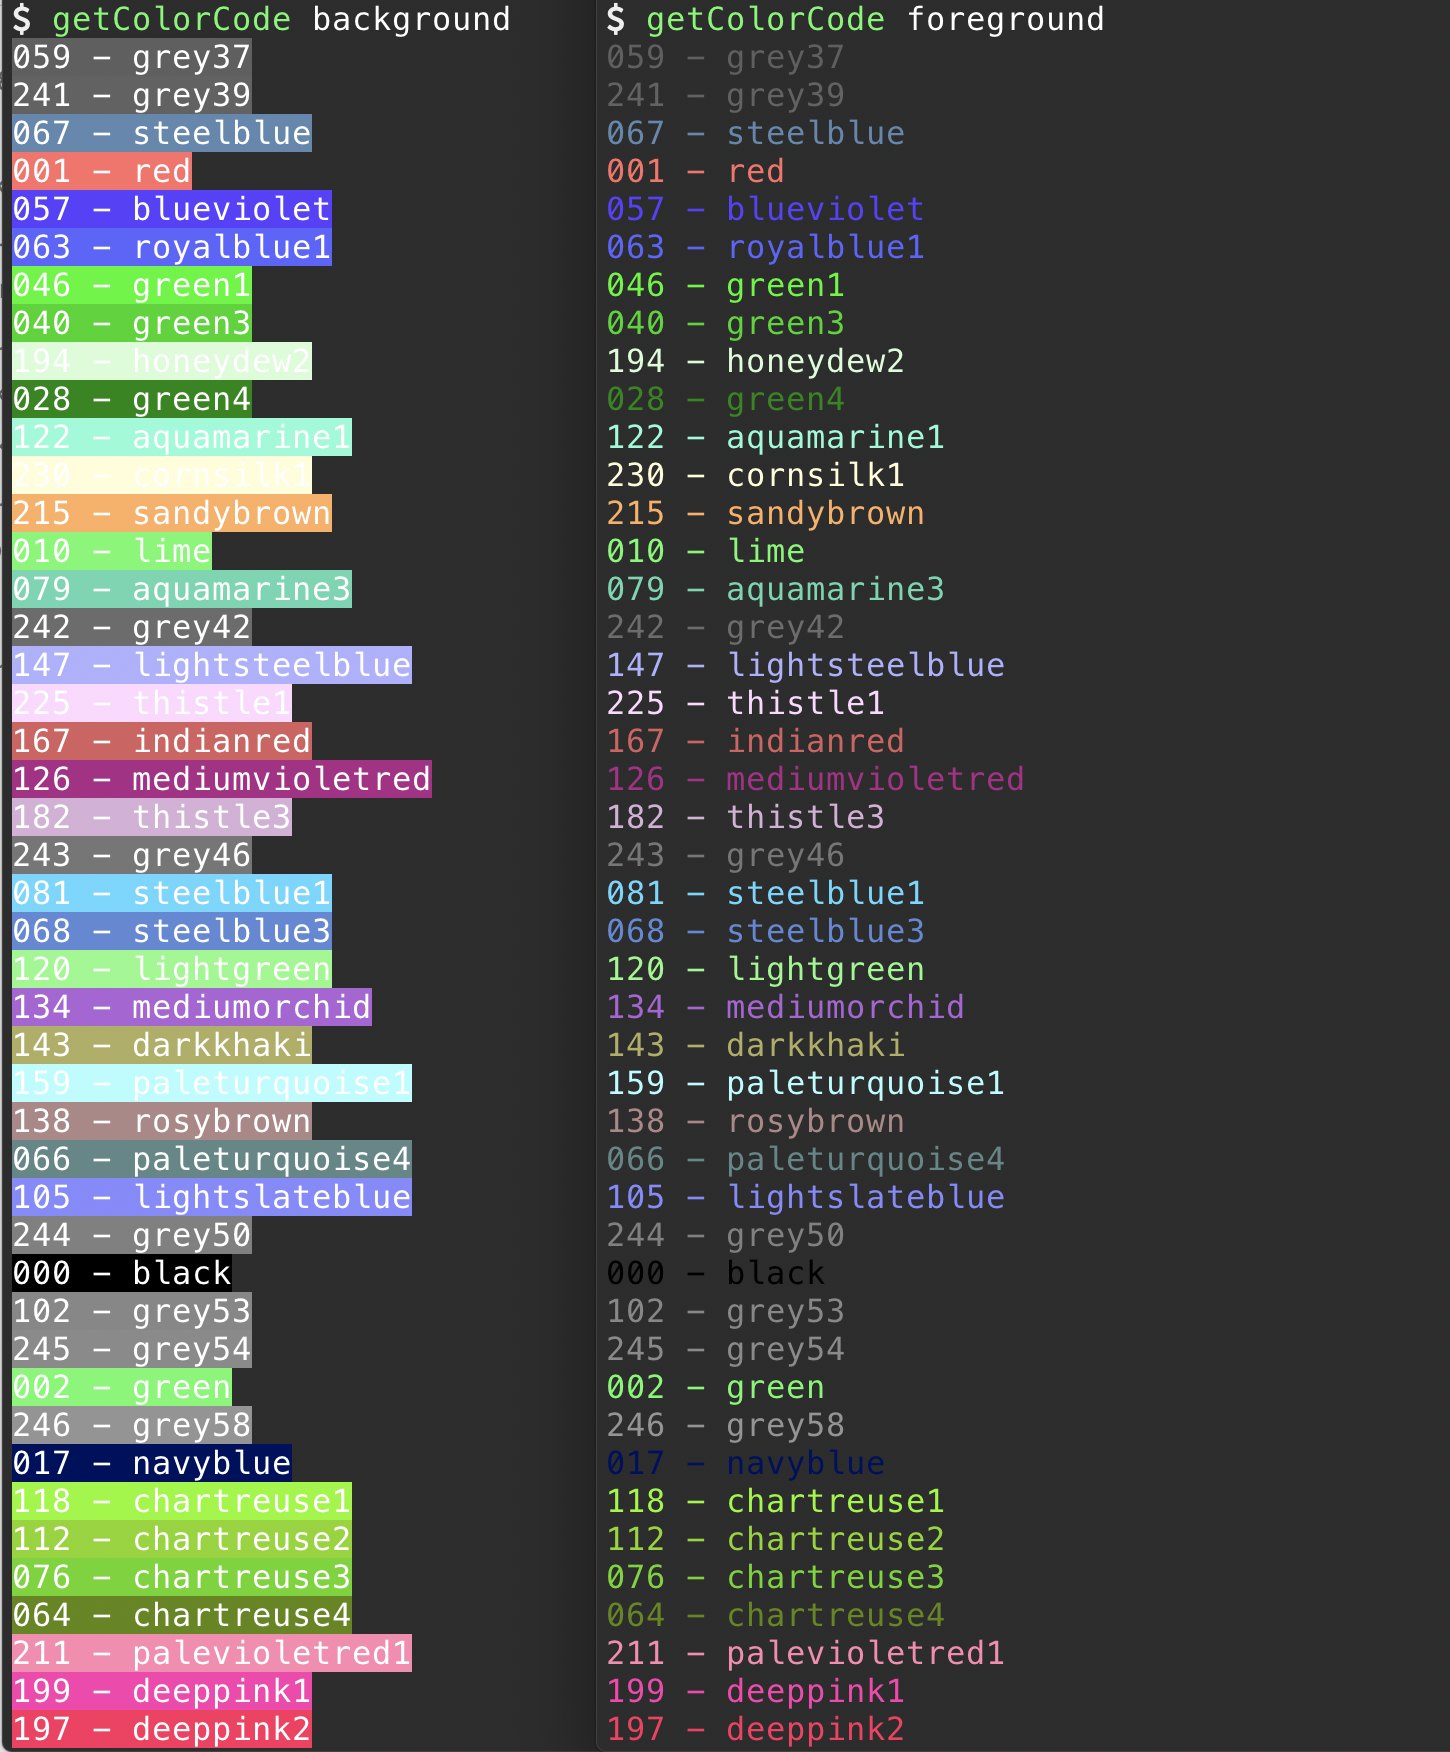 $ getColorCode background
059 – grey37
241 – grey39
067 – steelblue
001 – red
057 – blueviolet
063 – royalblue1
046 – green1
040 – green3
194 – honeydew2
028 – green4
122 – aquamarine1
230 – cornsilk1
215 – sandybrown
010 – lime
079 – aquamarine3
242 – grey42
147 – lightsteelblue
225 – thistle1
167 – indianred
126 – mediumvioletred
182 – thistle3
243 – grey46
081 – steelblue1
068 – steelblue3
120 – lightgreen
134 – mediumorchid
143 – darkkhaki
159 – paleturquoise1
138 – rosybrown
066 – paleturquoise4
105 – lightslateblue
244 – grey50
000 – black
102 – grey53
245 – grey54
002 – green
246 – grey58
017 – navyblue
118 – chartreuse1
112 – chartreuse2
076 – chartreuse3
064 – chartreuse4
211 – palevioletred1
199 – deeppink1
197 – deeppink2
$ getColorCode foreground
059 – grey37
241 – grey39
067 – steelblue
001 – red
057 – blueviolet
063 – royalblue1
046 – green1
040 – green3
194 – honeydew2
028 – green4
122 – aquamarine1
230 – cornsilk1
215 – sandybrown
010 – lime
079 – aquamarine3
242 – grey42
147 – lightsteelblue
225 – thistle1
167 – indianred
126 – mediumvioletred
182 – thistle3
243 – grey46
081 – steelblue1
068 – steelblue3
120 – lightgreen
134 – mediumorchid
143 – darkkhaki
159 – paleturquoise1
138 – rosybrown
066 – paleturquoise4
105 – lightslateblue
244 – grey50
000 – black
102 – grey53
245 – grey54
002 – green
246 – grey58
017 – navyblue
118 – chartreuse1
112 – chartreuse2
076 – chartreuse3
064 – chartreuse4
211 – palevioletred1
199 – deeppink1
197 – deeppink2